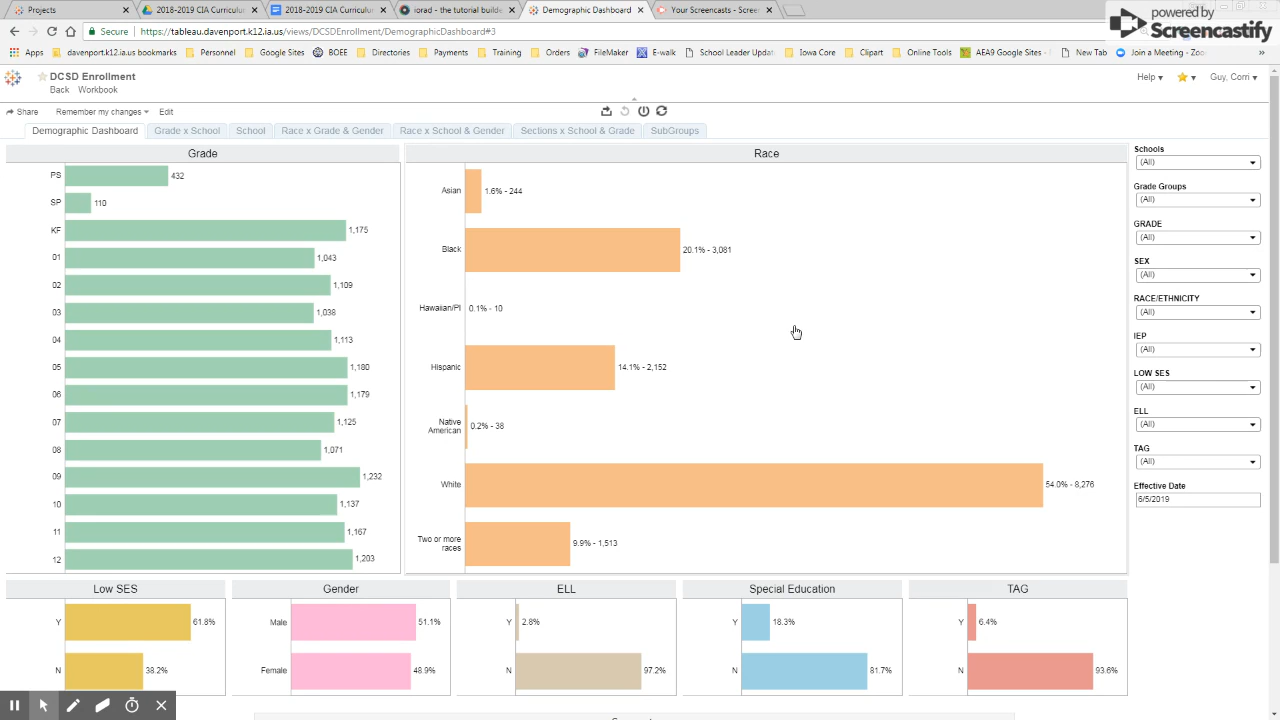 Projects
2018-2019 CIA Curriculum
2018-2019 CIA Curriculum
iorad - the tutorial builde
Demographic Dashboard
Your Screencasts - Screen
powered by
Screencastify
Secure
https://tableau.davenport.k12.ia.us/views/DCSDEnrollment/DemographicDashboard#3
Apps
davenport.k12.ia.us bookmarks
Personnel
Google Sites
BOEE
Directories
Payments
Training
Orders
FileMaker
E-walk
School Leader Update
Iowa Core
Clipart
Online Tools
AEA9 Google Sites
New Tab
Join a Meeting - Zoo
DCSD Enrollment
Back Workbook
Help
Guy, Corri
Share
Remember my changes
Edit
Demographic Dashboard
Grade x School
School
Race x Grade & Gender
Race x School & Gender
Sections x School & Grade
SubGroups
Grade
PS 432
SP 110
KF 1,175
01 1,043
02 1,109
03 1,038
04 1,113
05 1,180
06 1,179
07 1,125
08 1,071
09 1,232
10 1,137
11 1,167
12 1,203
Race
Asian 1.6% - 244
Black 20.1% - 3,081
Hawaiian/PI 0.1% - 10
Hispanic 14.1% - 2,152
Native
American 0.2% - 38
White 54.0% - 8,276
Two or more
races 9.9% - 1,513
Schools
(All)
Grade Groups
(All)
GRADE
(All)
SEX
(All)
RACE/ETHNICITY
(All)
IEP
(All)
LOW SES
(All)
ELL
(All)
TAG
(All)
Effective Date
6/5/2019
Low SES
Y 61.8%
N 38.2%
Gender
Male 51.1%
Female 48.9%
ELL
Y 2.8%
N 97.2%
Special Education
Y 18.3%
N 81.7%
TAG
Y 6.4%
N 93.6%